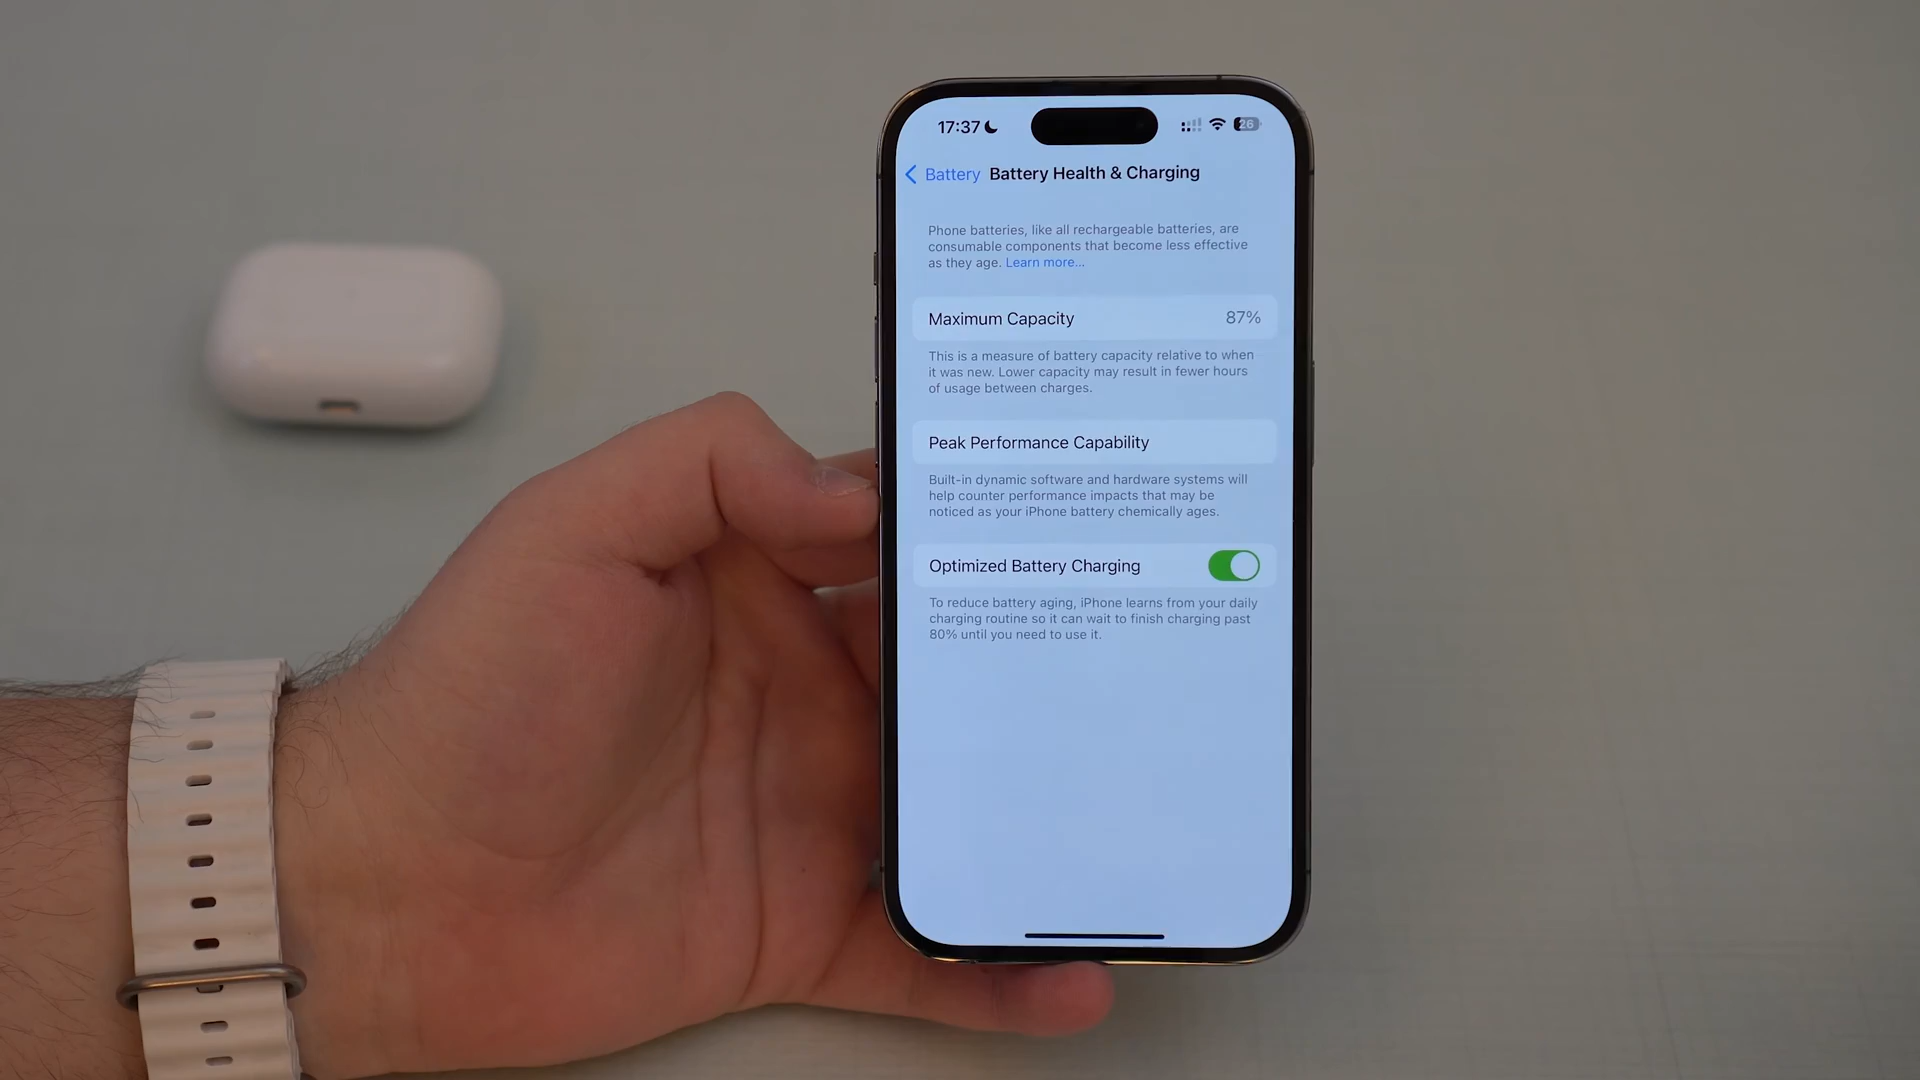 17:37 26
Battery Battery Health & Charging
Phone batteries, like all rechargeable batteries, are
consumable components that become less effective
as they age. Learn more...
Maximum Capacity 87%
This is a measure of battery capacity relative to when
it was new. Lower capacity may result in fewer hours
of usage between charges.
Peak Performance Capability
Built-in dynamic software and hardware systems will
help counter performance impacts that may be
noticed as your iPhone battery chemically ages.
Optimized Battery Charging
To reduce battery aging, iPhone learns from your daily
charging routine so it can wait to finish charging past
80% until you need to use it.